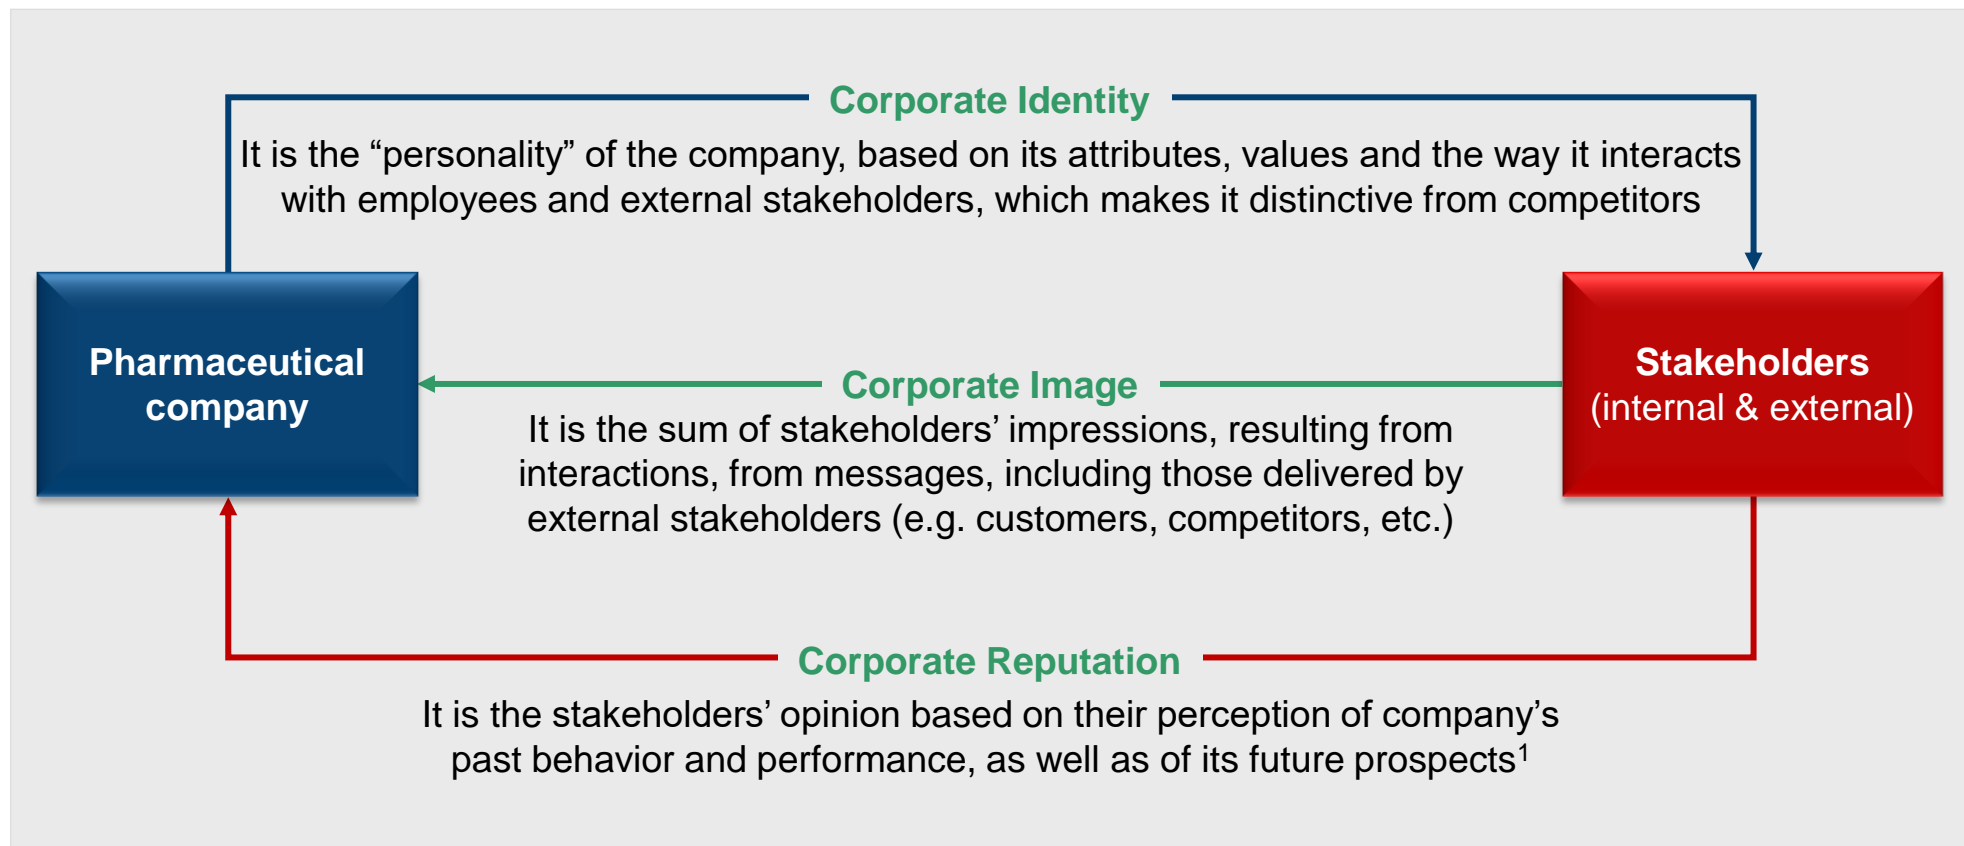 Corporate Identity
It is the “personality” of the company, based on its attributes, values and the way it interacts
with employees and external stakeholders, which makes it distinctive from competitors
Pharmaceutical
company
Stakeholders
(internal & external)
Corporate Image
It is the sum of stakeholders’ impressions, resulting from
interactions, from messages, including those delivered by
external stakeholders (e.g. customers, competitors, etc.)
Corporate Reputation
It is the stakeholders’ opinion based on their perception of company’s
past behavior and performance, as well as of its future prospects¹